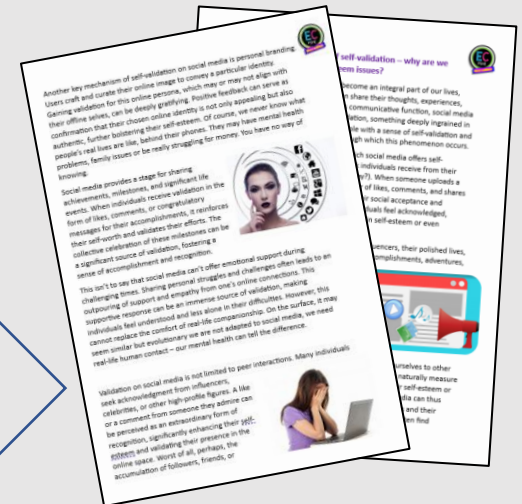 EC
Another key mechanism of self-validation on social media is personal branding.
Users craft and curate their online image to convey a particular identity.
Gaining validation for this online persona, which may or may not align with
their offline selves, can be deeply gratifying. Positive feedback can serve as
confirmation that their chosen online identity is not only appealing but also
authentic, further bolstering their self-esteem. Of course, we never know what
people's real lives are like, behind their phones. They may have mental health
problems, family issues or be really struggling for money. You have no way of
knowing.
Social media provides a stage for sharing
achievements, milestones, and significant life
events. When individuals receive validation in the
form of likes, comments, or congratulatory
messages for their accomplishments, it reinforces
their self-worth and validates their efforts. The
collective celebration of these milestones can be
a significant source of validation, fostering a
sense of accomplishment and recognition.
This isn't to say that social media can't offer emotional support during
challenging times. Sharing personal struggles and challenges often leads to an
outpouring of support and empathy from one's online connections. This
supportive response can be an immense source of validation, making
individuals feel understood and less alone in their difficulties. However, this
cannot replace the comfort of real-life companionship. On the surface, it may
seem similar but evolutionary we are not adapted to social media, we need
real-life human contact – our mental health can tell the difference.
Validation on social media is not limited to peer interactions. Many individuals
seek acknowledgment from influencers,
celebrities, or other high-profile figures. A like
or a comment from someone they admire can
be perceived as an extraordinary form of
recognition, significantly enhancing their self-
esteem and validating their presence in the
online space. Worst of all, perhaps, the
accumulation of followers, friends, or
EC
self-validation – why are we
eem issues?
ecome an integral part of our lives,
n share their thoughts, experiences,
communicative function, social media
lation, something deeply ingrained in
ple with a sense of self-validation and
ugh which this phenomenon occurs.
ch social media offers self-
individuals receive from their
y?). When someone uploads a
of likes, comments, and shares
r social acceptance and
uals feel acknowledged,
n self-esteem or even
uencers, their polished lives,
omplishments, adventures,
urselves to other
naturally measure
r self-esteem or
dia can thus
and their
ten find